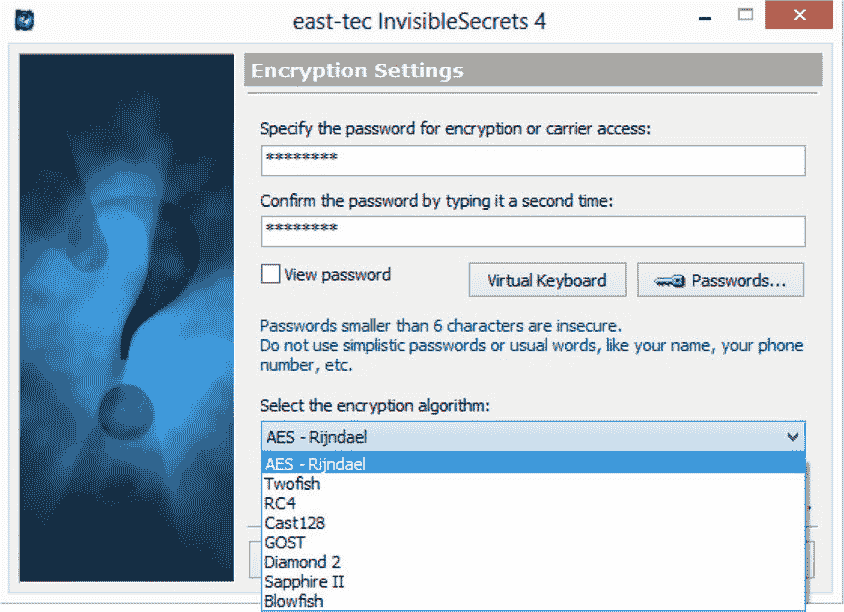 east-tec InvisibleSecrets 4
Encryption Settings
Specify the password for encryption or carrier access:
********
Confirm the password by typing it a second time:
********
View password
Virtual Keyboard
Passwords...
Passwords smaller than 6 characters are insecure.
Do not use simplistic passwords or usual words, like your name, your phone
number, etc.
Select the encryption algorithm:
AES - Rijndael
AES - Rijndael
Twofish
RC4
Cast128
GOST
Diamond 2
Sapphire II
Blowfish